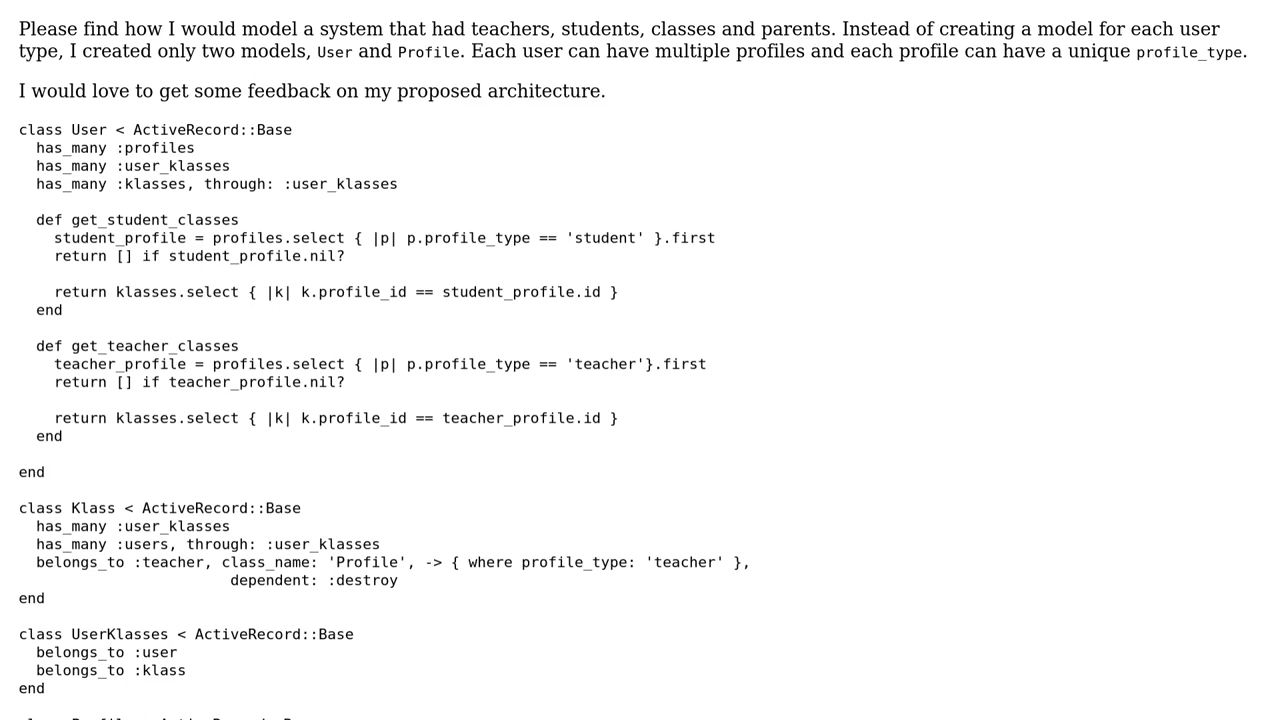 Please find how I would model a system that had teachers, students, classes and parents. Instead of creating a model for each user
type, I created only two models, User and Profile. Each user can have multiple profiles and each profile can have a unique profile_type.
I would love to get some feedback on my proposed architecture.
class User < ActiveRecord::Base
  has_many :profiles
  has_many :user_klasses
  has_many :klasses, through: :user_klasses
  def get_student_classes
    student_profile = profiles.select { |p| p.profile_type == 'student' }.first
    return [] if student_profile.nil?
    return klasses.select { |k| k.profile_id == student_profile.id }
  end
  def get_teacher_classes
    teacher_profile = profiles.select { |p| p.profile_type == 'teacher'}.first
    return [] if teacher_profile.nil?
    return klasses.select { |k| k.profile_id == teacher_profile.id }
  end
end
class Klass < ActiveRecord::Base
  has_many :user_klasses
  has_many :users, through: :user_klasses
  belongs_to :teacher, class_name: 'Profile', -> { where profile_type: 'teacher' },
                        dependent: :destroy
end
class UserKlasses < ActiveRecord::Base
  belongs_to :user
  belongs_to :klass
end